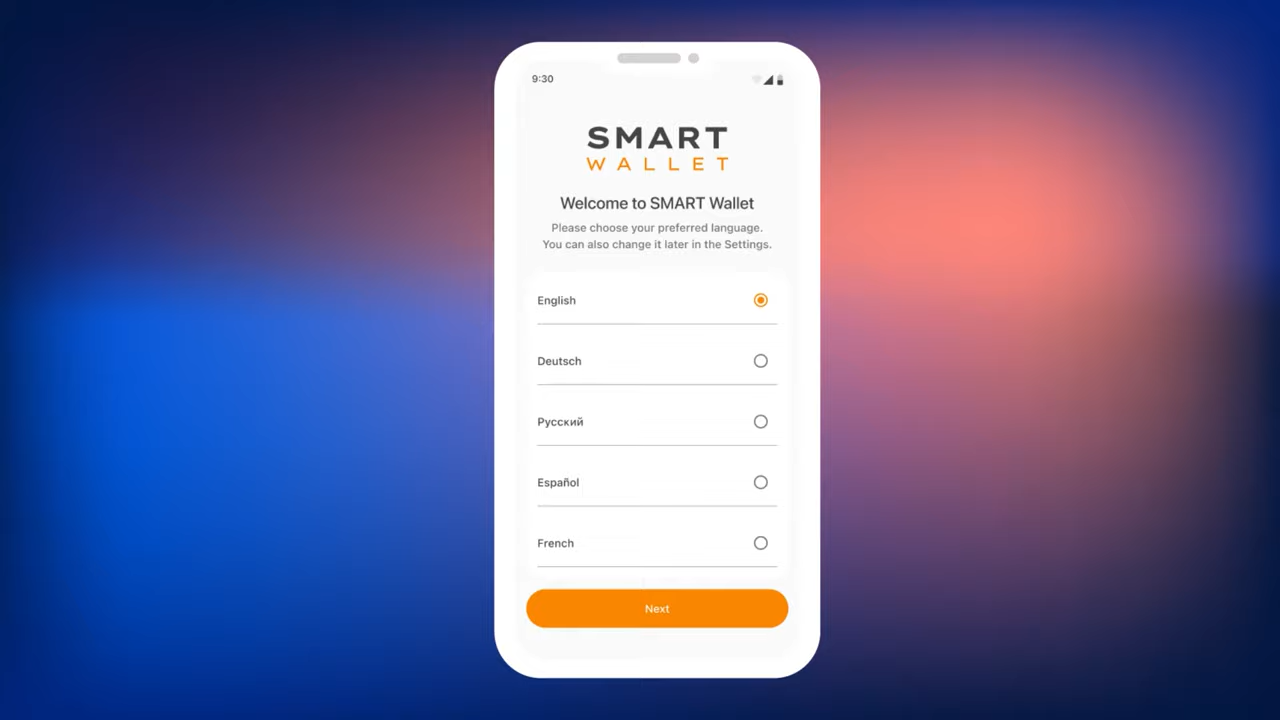 9:30
SMART
WALLET
Welcome to SMART Wallet
Please choose your preferred language.
You can also change it later in the Settings.
English
Deutsch
Русский
Español
French
Next